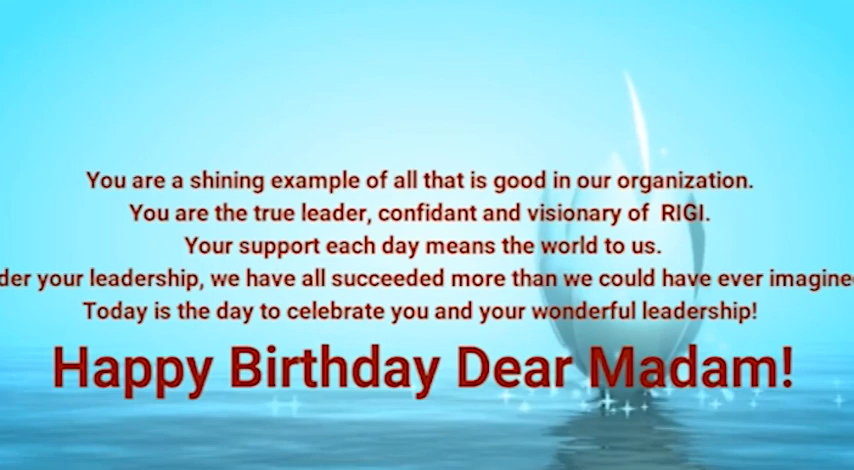 You are a shining example of all that is good in our organization.
You are the true leader, confidant and visionary of RIGI.
Your support each day means the world to us.
your leadership, we have all succeeded more than we could have ever
Today is the day to celebrate you and your wonderful leadership!
Happy Birthday Dear Madam!